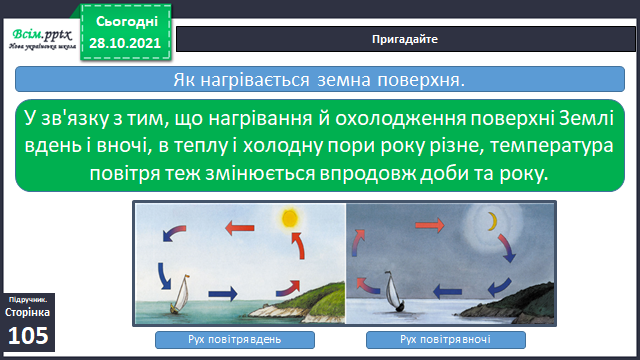 Всім.pptx
Нова українська школа
Сьогодні
28.10.2021
Пригадайте
Як нагрівається земна поверхня.
У зв'язку з тим, що нагрівання й охолодження поверхні Землі
вдень і вночі, в теплу і холодну пори року різне, температура
повітря теж змінюється впродовж доби та року.
Підручник.
Сторінка
105
Рух повітря вдень
Рух повітря вночі